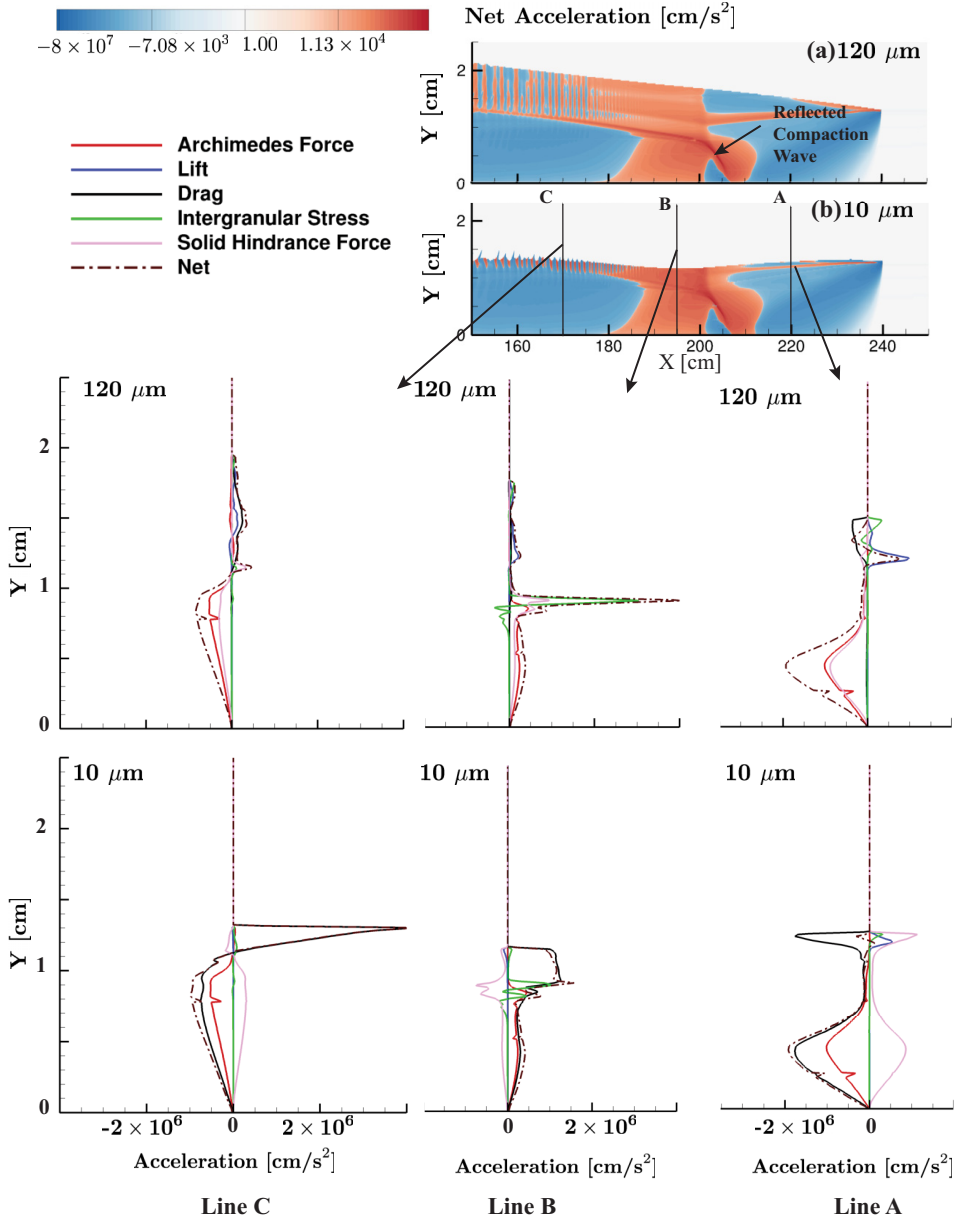 Net Acceleration [cm/s²]
−8 × 10⁷ −7.08 × 10³ 1.00 1.13 × 10⁴
(a) 120 μm
Reflected
Compaction
Wave
Y [cm]
2
1
0
Archimedes Force
Lift
Drag
Intergranular Stress
Solid Hindrance Force
Net
C B A
(b) 10 μm
Y [cm]
2
1
0
160 180 200 220 240
X [cm]
120 μm
120 μm
120 μm
Y [cm]
2
1
0
10 μm
10 μm
10 μm
Y [cm]
2
1
0
-2 × 10⁶ 0 2 × 10⁶
0 2 × 10⁶
-2 × 10⁶ 0
Acceleration [cm/s²]
Acceleration [cm/s²]
Acceleration [cm/s²]
Line C
Line B
Line A